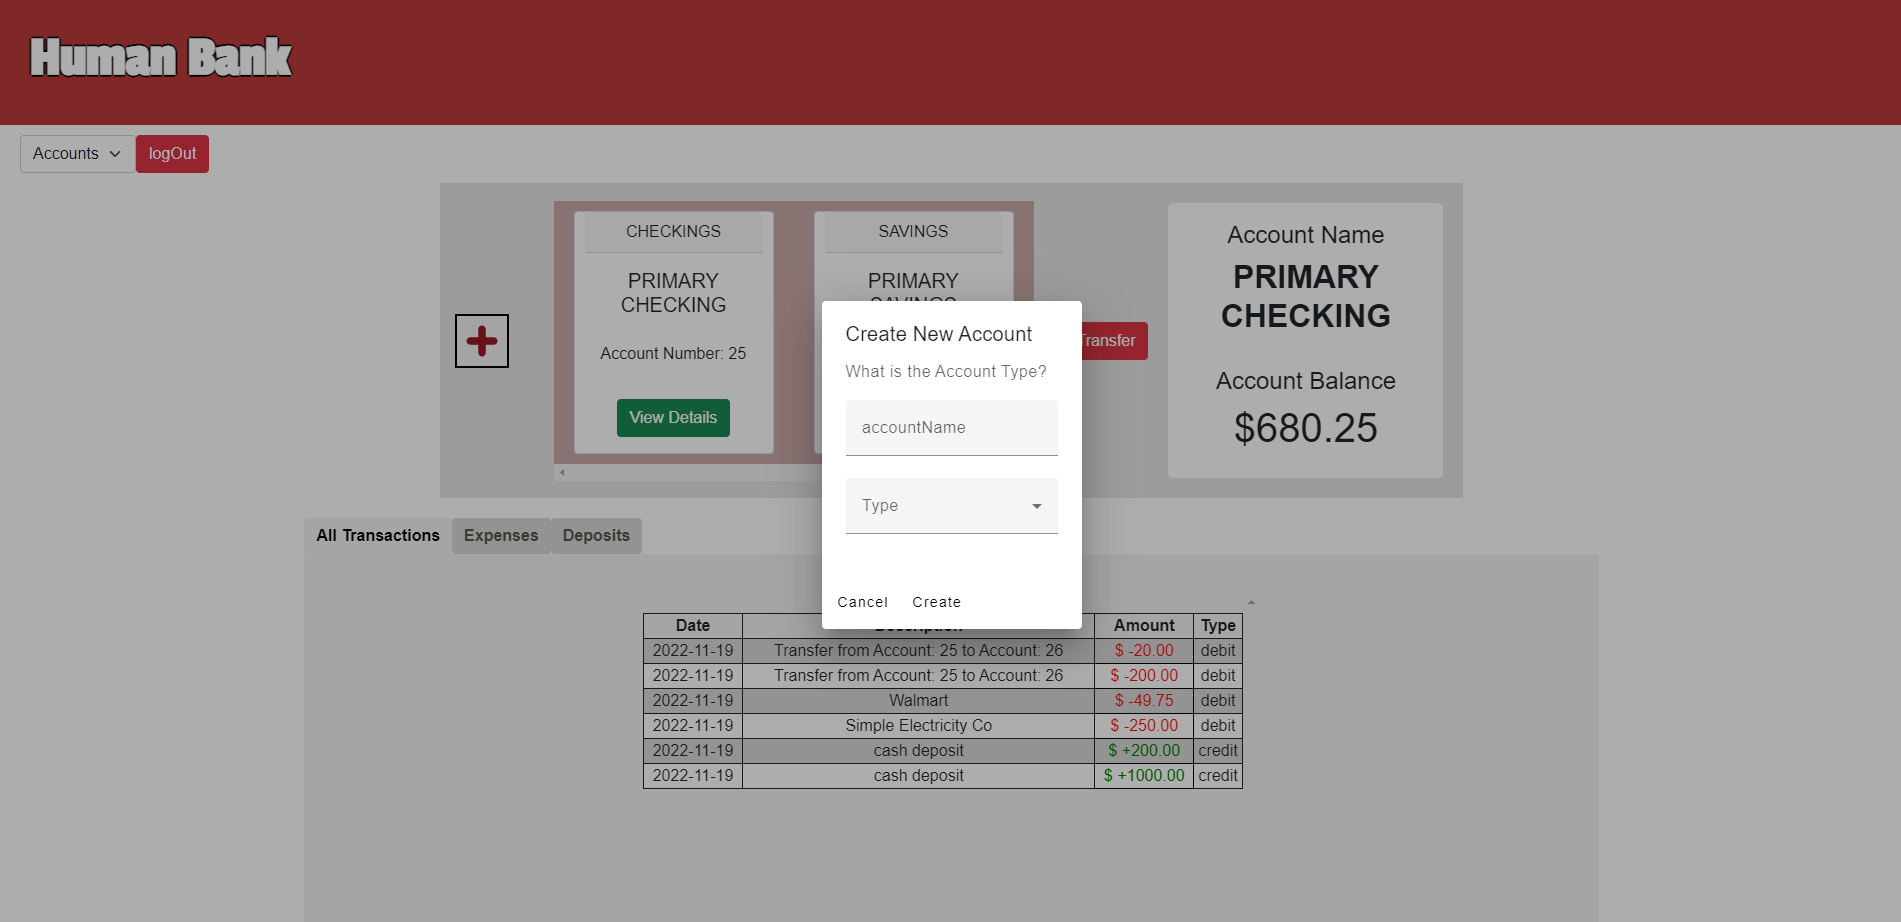 Human Bank
Accounts
logOut
CHECKINGS
PRIMARY
CHECKING
Account Number: 25
View Details
SAVINGS
PRIMARY
SAVINGS
Transfer
Account Name
PRIMARY
CHECKING
Account Balance
$680.25
Create New Account
What is the Account Type?
accountName
Type
Cancel
Create
All Transactions
Expenses
Deposits
Date Description Amount Type
2022-11-19 Transfer from Account: 25 to Account: 26 $ -20.00 debit
2022-11-19 Transfer from Account: 25 to Account: 26 $ -200.00 debit
2022-11-19 Walmart $ -49.75 debit
2022-11-19 Simple Electricity Co $ -250.00 debit
2022-11-19 cash deposit $ +200.00 credit
2022-11-19 cash deposit $ +1000.00 credit